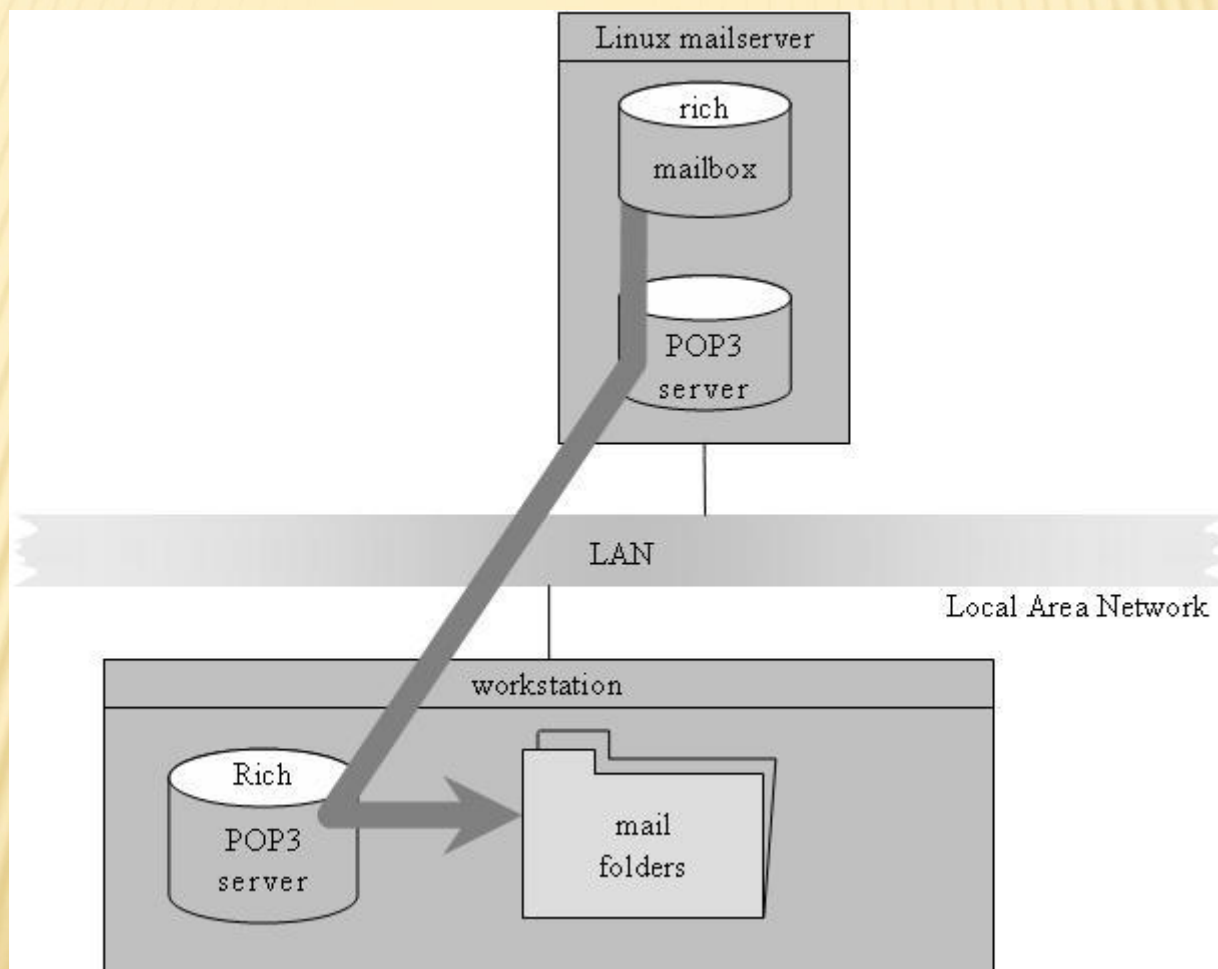 Linux mailserver
rich
mailbox
POP3
server
LAN
Local Area Network
workstation
Rich
POP3
server
mail
folders